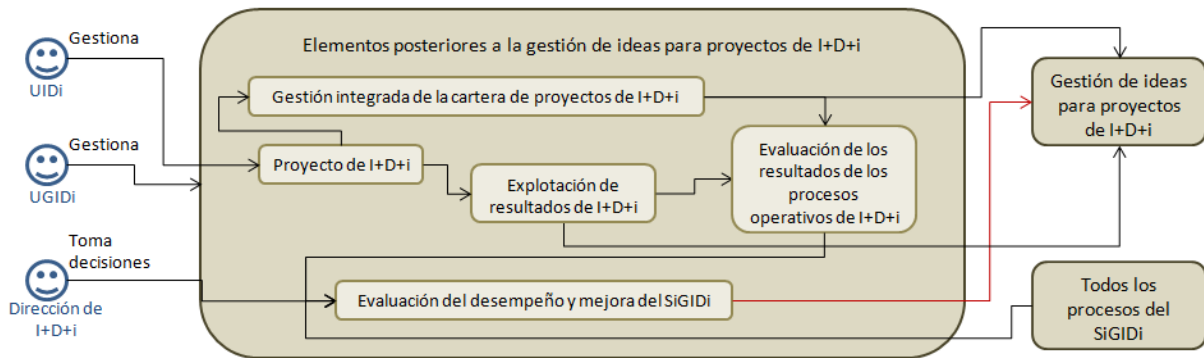 Gestiona
UIDi
Gestiona
UGIDi
Toma
decisiones
Dirección de
I+D+i
Elementos posteriores a la gestión de ideas para proyectos de I+D+i
Gestión integrada de la cartera de proyectos de I+D+i
Proyecto de I+D+i
Explotación de
resultados de I+D+i
Evaluación de los
resultados de los
procesos
operativos de I+D+i
Evaluación del desempeño y mejora del SiGIDi
Gestión de ideas
para proyectos
de I+D+i
Todos los
procesos del
SiGIDi